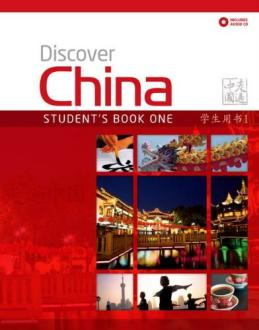 INCLUDES
AUDIO CD
Discover
China
STUDENT'S BOOK ONE
学生用书1